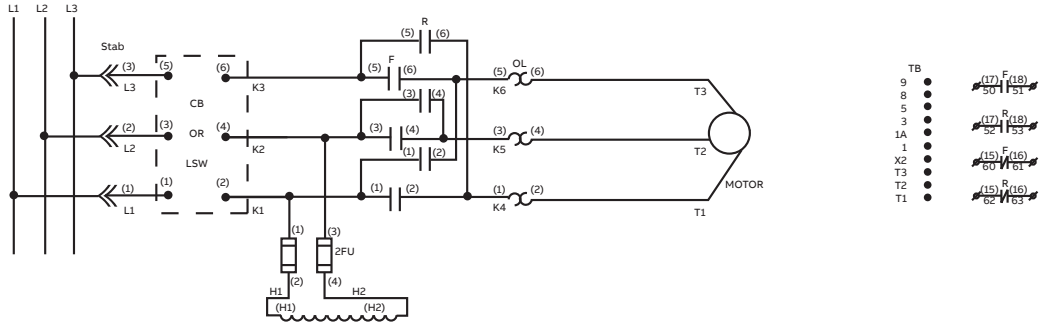 L1 L2 L3
R
(5) (6)
Stab
F
OL
(3) (5) (6) (5) (6) (5) (6)
L3 K3 K6 T3
CB
(3) (4)
(2) (3) OR (4) (3) (4) (3) (4)
L2 K2 K5 T2
LSW
(1) (2)
(1) (1) (2) (1) (2) (1) (2)
L1 K1 K4 T1
MOTOR
(1) (3)
2FU
(2) (4)
H1 H2
(H1) (H2)
TB
9
8
5
3
1A
1
X2
T3
T2
T1
F
(17) (18)
50 51
R
(17) (18)
52 53
F
(15) (16)
60 61
R
(15) (16)
62 63